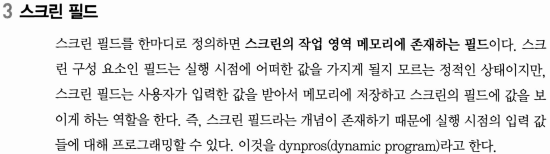 3 스크린 필드
스크린 필드를 한마디로 정의하면 스크린의 작업 영역 메모리에 존재하는 필드이다. 스크
린 구성 요소인 필드는 실행 시점에 어떠한 값을 가지게 될지 모르는 정적인 상태이지만,
스크린 필드는 사용자가 입력한 값을 받아서 메모리에 저장하고 스크린의 필드에 값을 보
이게 하는 역할을 한다. 즉, 스크린 필드라는 개념이 존재하기 때문에 실행 시점의 입력 값
들에 대해 프로그래밍할 수 있다. 이것을 dynpros(dynamic program)라고 한다.